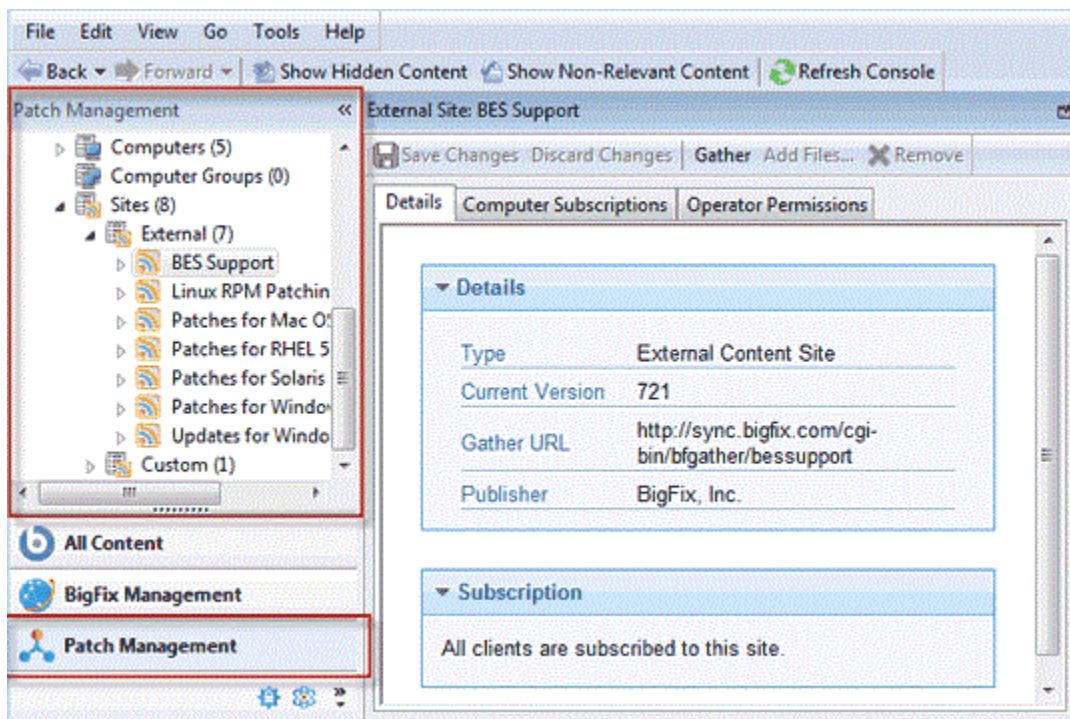 File Edit View Go Tools Help
Back Forward Show Hidden Content Show Non-Relevant Content Refresh Console
Patch Management
Computers (5)
Computer Groups (0)
Sites (8)
External (7)
BES Support
Linux RPM Patchin
Patches for Mac O
Patches for RHEL 5
Patches for Solaris
Patches for Windo
Updates for Windo
Custom (1)
All Content
BigFix Management
Patch Management
External Site: BES Support
Save Changes Discard Changes Gather Add Files... Remove
Details Computer Subscriptions Operator Permissions
Details
Type External Content Site
Current Version 721
Gather URL http://sync.bigfix.com/cgi-
bin/bfgather/bessupport
Publisher BigFix, Inc.
Subscription
All clients are subscribed to this site.